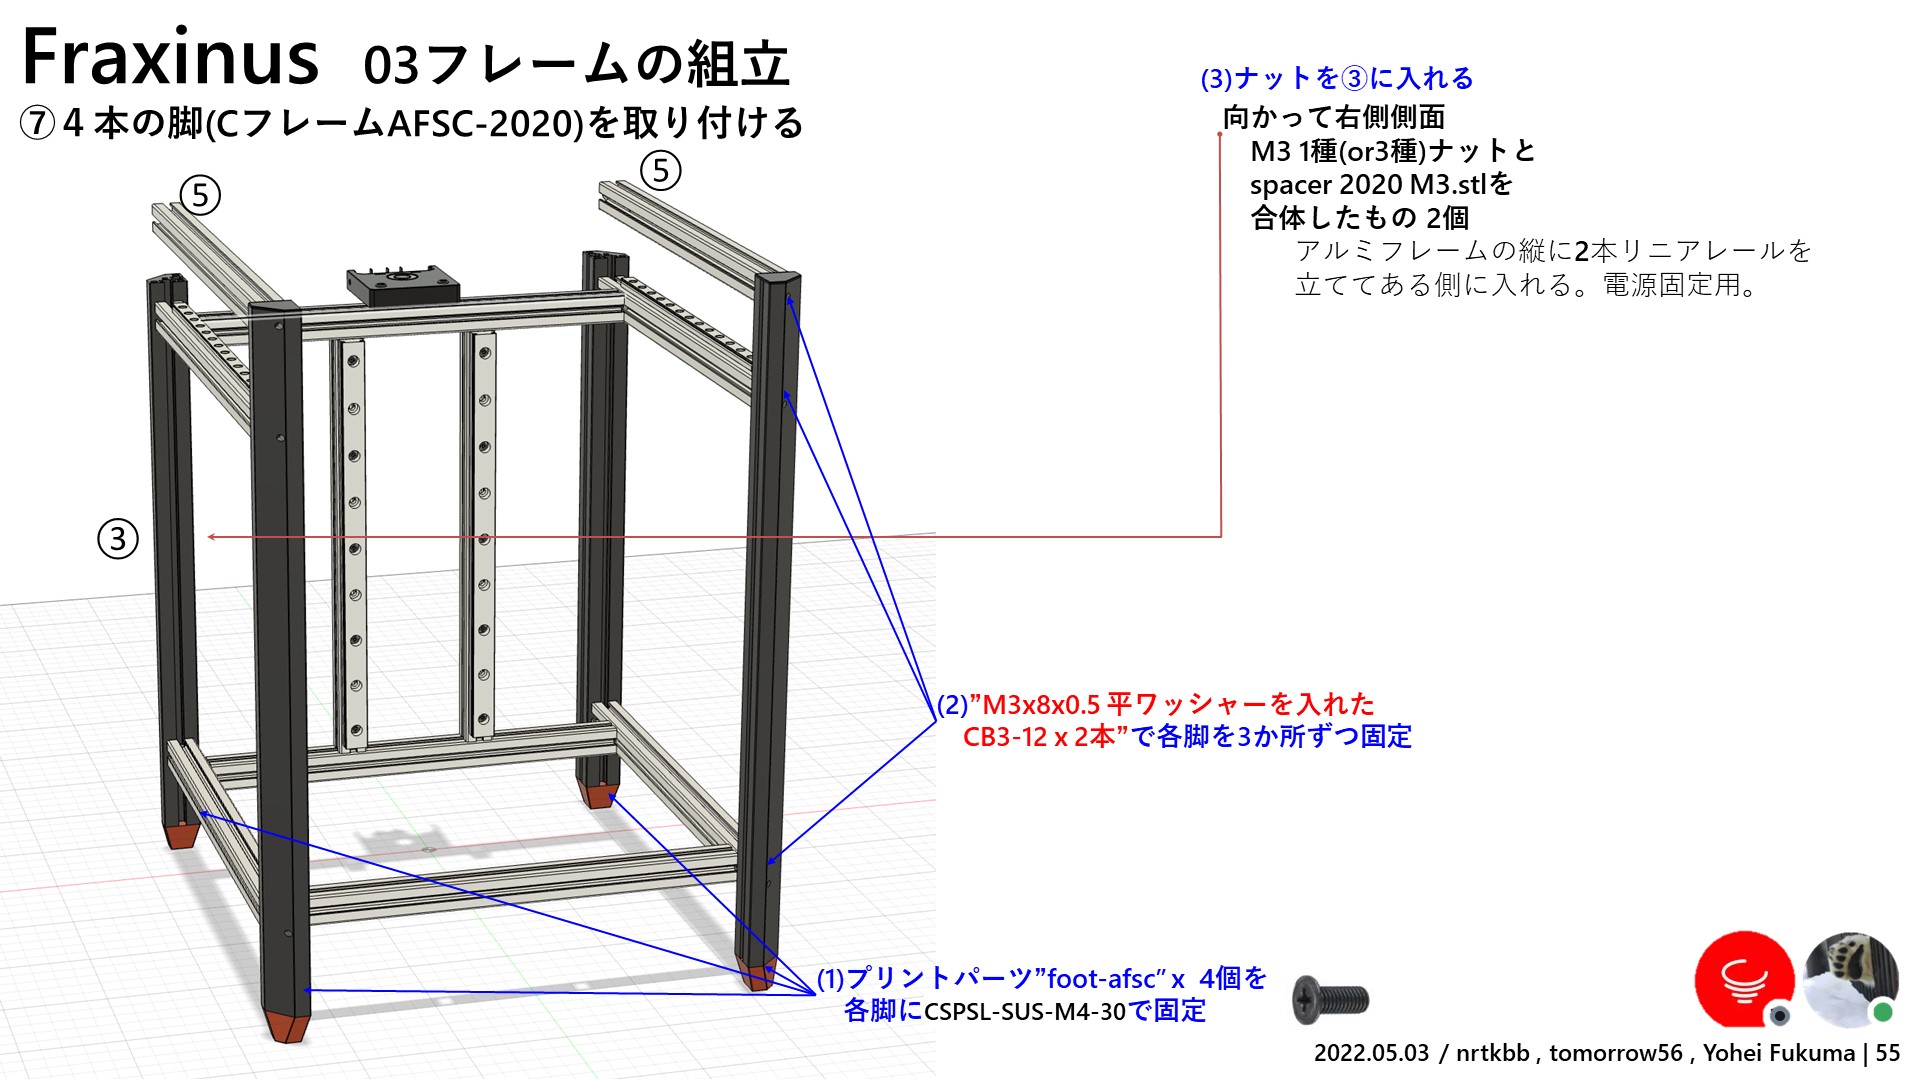 Fraxinus 03フレームの組立
⑦４本の脚(CフレームAFSC-2020)を取り付ける
⑤
⑤
③
(3)ナットを③に入れる
向かって右側側面
M3 1種(or3種)ナットと
spacer 2020 M3.stlを
合体したもの 2個
アルミフレームの縦に2本リニアレールを
立ててある側に入れる。電源固定用。
(2)”M3x8x0.5 平ワッシャーを入れた
CB3-12 x 2本”で各脚を3か所ずつ固定
(1)プリントパーツ”foot-afsc” x 4個を
各脚にCSPSL-SUS-M4-30で固定
2022.05.03 / nrtkbb , tomorrow56 , Yohei Fukuma | 55